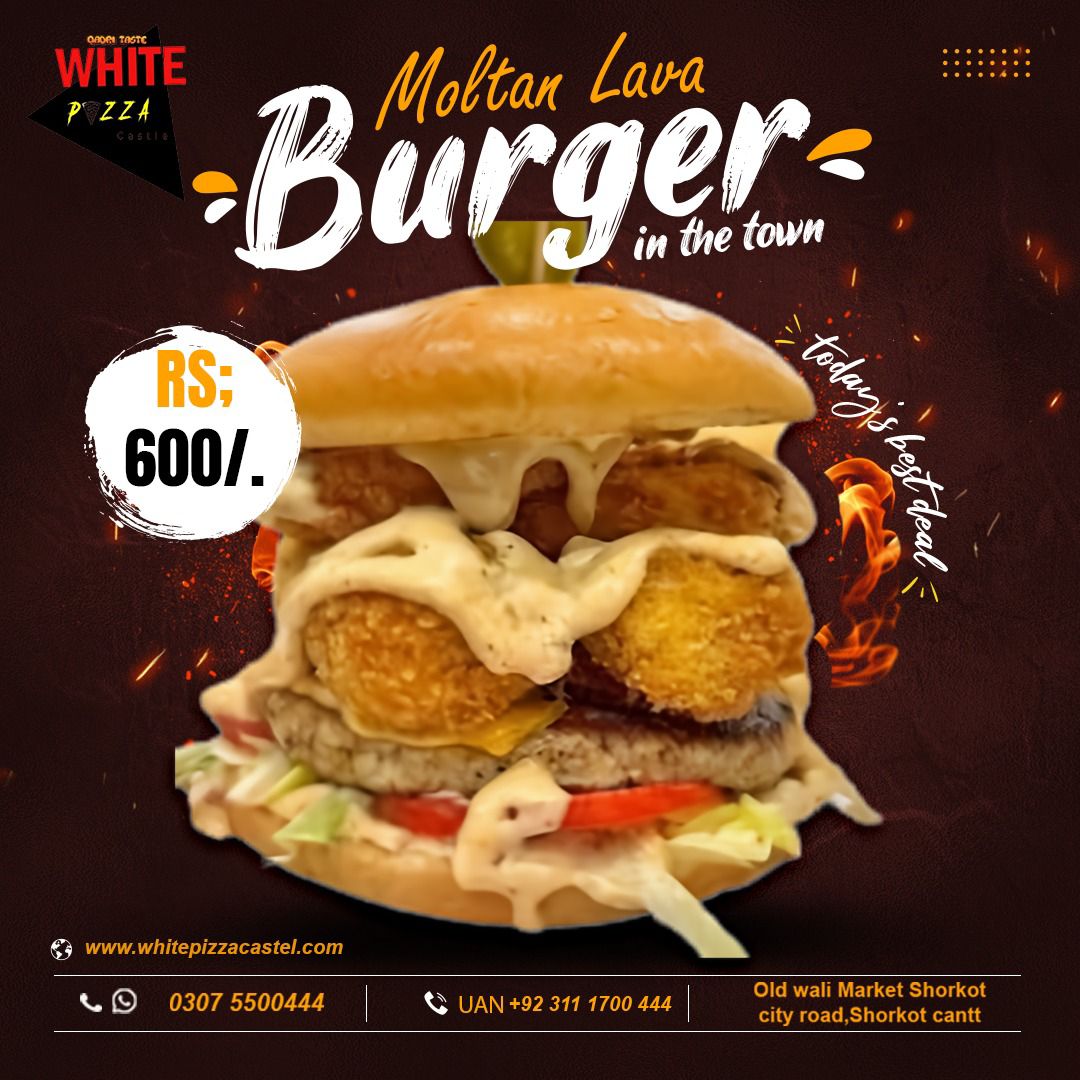 QADRI TASTE
WHITE
PIZZA
Castle
Moltan Lava
Burger
in the town
RS;
600/.
today's best deal
www.whitepizzacastel.com
0307 5500444
UAN +92 311 1700 444
Old wali Market Shorkot
city road,Shorkot cantt